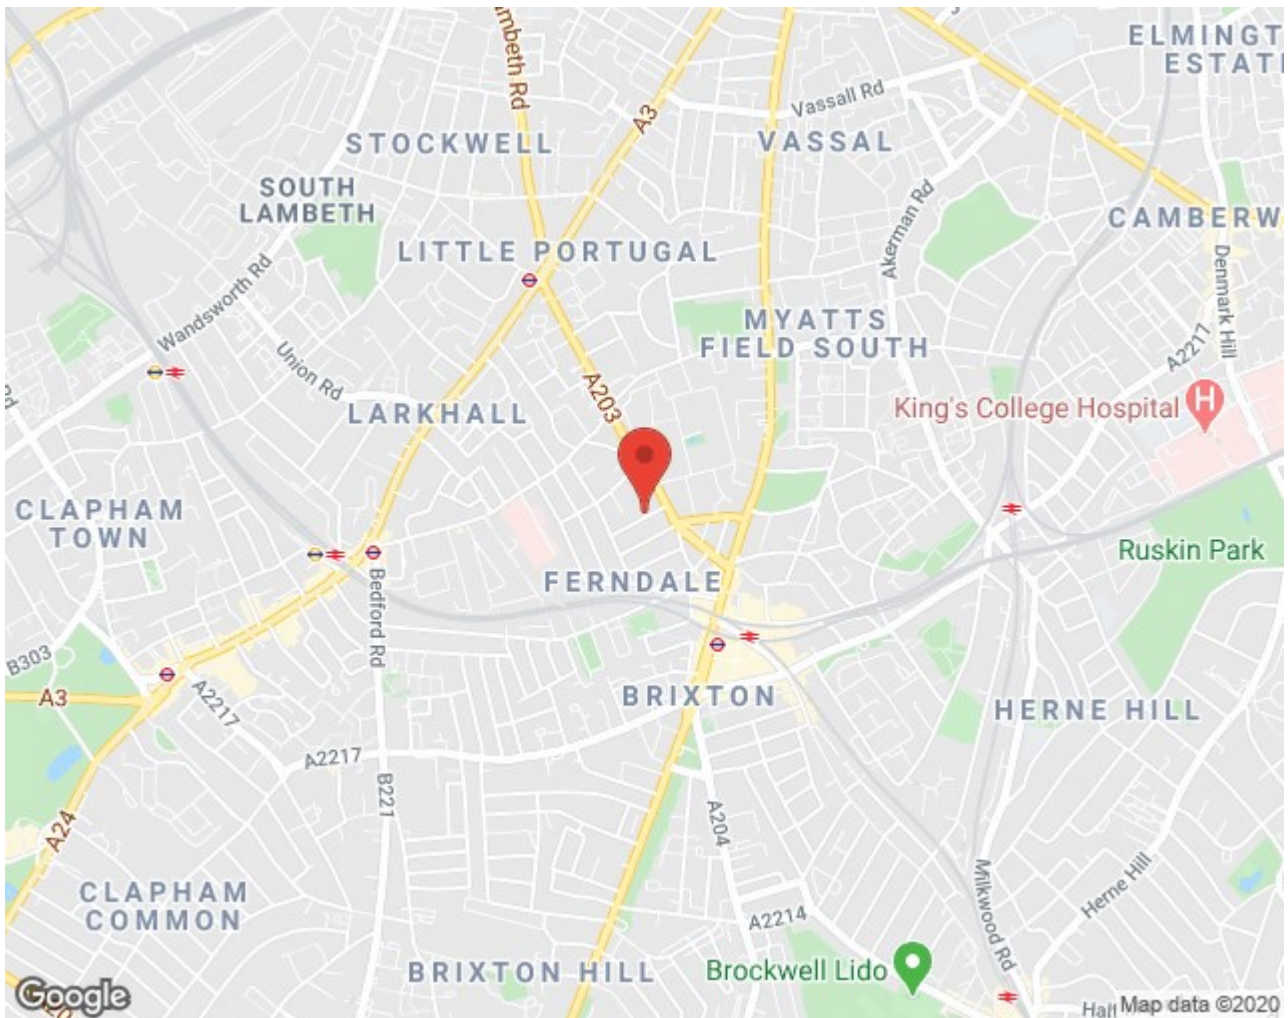 ELMINGT
ESTATE
mbeth Rd
A3
Vassall Rd
STOCKWELL
VASSAL
SOUTH
LAMBETH
Akerman Rd
CAMBERW
LITTLE PORTUGAL
Wandsworth Rd
Denmark Hill
MYATTS
FIELD SOUTH
A2217
Union Rd
A203
LARKHALL
King's College Hospital
H
CLAPHAM
TOWN
Ruskin Park
FERNDALE
Bedford Rd
B303
A3
A2217
BRIXTON
HERNE HILL
A2217
B221
A24
A204
CLAPHAM
COMMON
Milkwood Rd
Herne Hill
A2214
BRIXTON HILL
Brockwell Lido
Google
Half
Map data ©2020